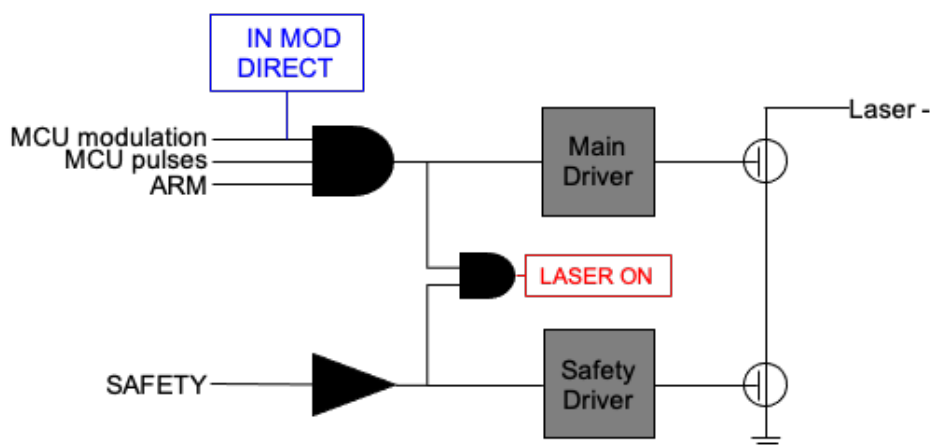 IN MOD
DIRECT
MCU modulation
MCU pulses
ARM
Main
Driver
Laser -
LASER ON
SAFETY
Safety
Driver